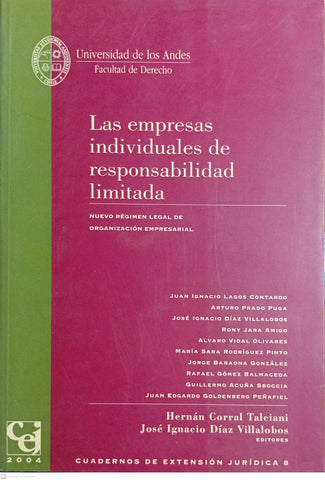 Universidad de los Andes
Facultad de Derecho
Las empresas
individuales de
responsabilidad
limitada
NUEVO RÉGIMEN LEGAL DE
ORGANIZACIÓN EMPRESARIAL
JUAN IGNACIO LAGOS CONTARDO
ARTURO PRADO PUGA
JOSÉ IGNACIO DÍAZ VILLALOBOS
RONY JARA AMIGO
ALVARO VIDAL OLIVARES
MARÍA SARA RODRÍGUEZ PINTO
JORGE BARAONA GONZÁLEZ
RAFAEL GÓMEZ BALMACEDA
GUILLERMO ACUÑA SBOCCIA
JUAN EDGARDO GOLDENBERG PEÑAFIEL
Hernán Corral Talciani
José Ignacio Díaz Villalobos
EDITORES
cej
2004
CUADERNOS DE EXTENSIÓN JURÍDICA 8